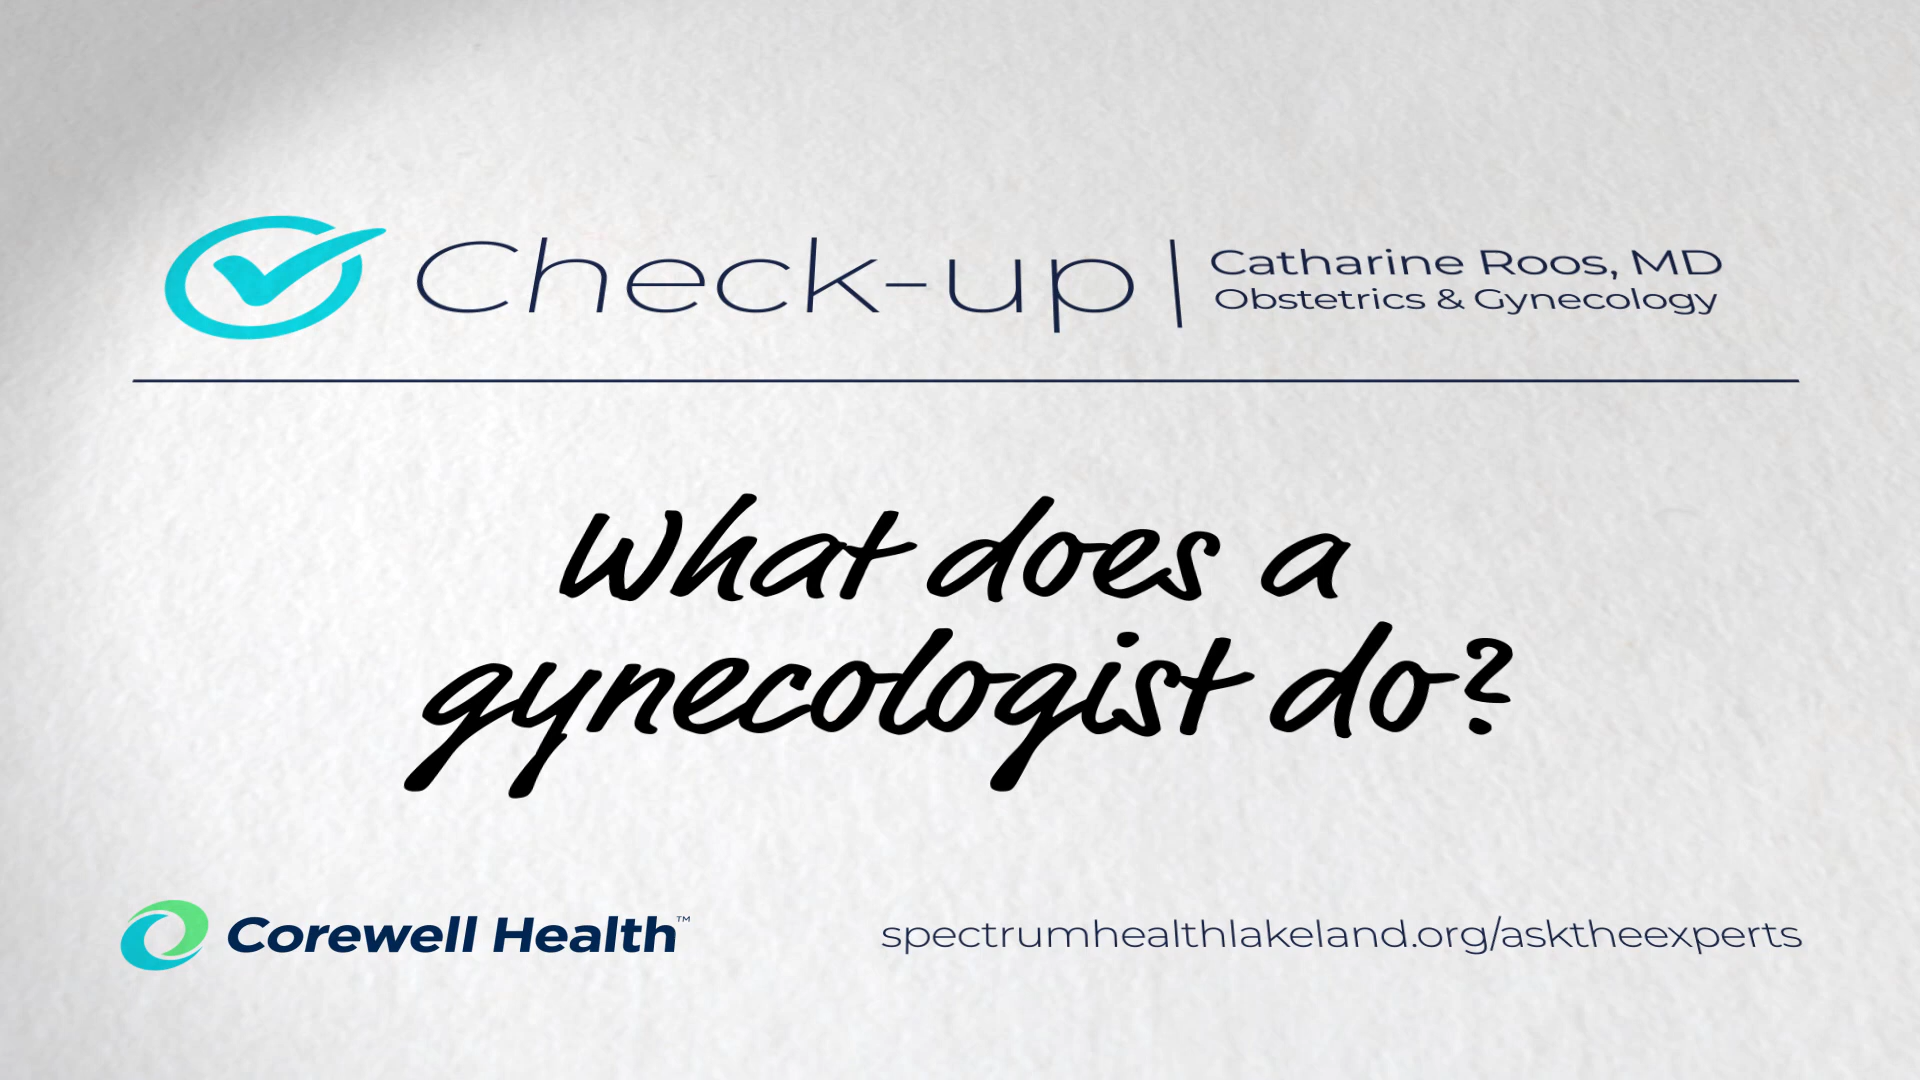 Check-up | Catharine Roos, MD
Obstetrics & Gynecology
What does a
gynecologist do?
Corewell Health™
spectrumhealthlakeland.org/asktheexperts